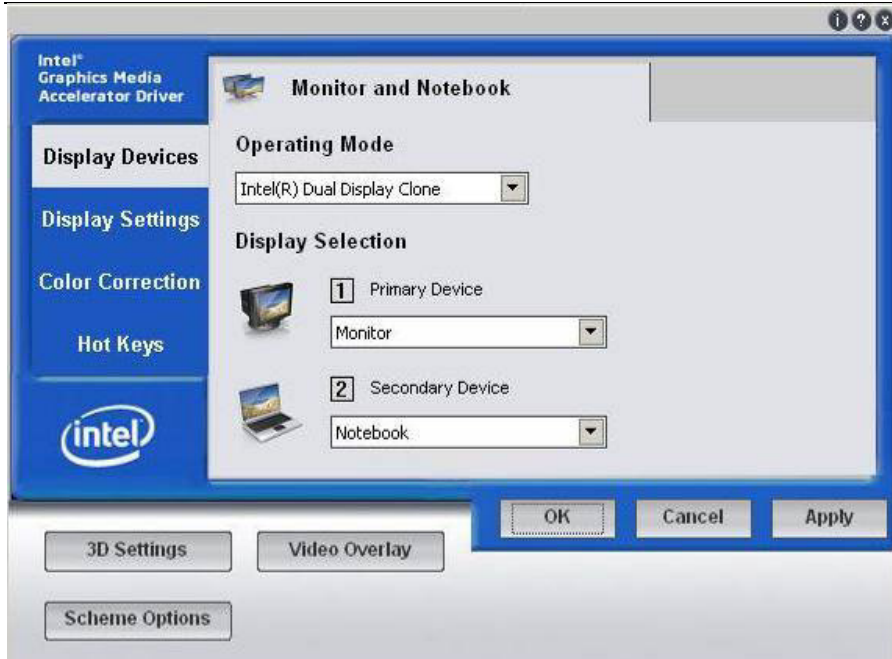 Intel®
Graphics Media
Accelerator Driver
Monitor and Notebook
Display Devices
Display Settings
Color Correction
Hot Keys
intel
Operating Mode
Intel(R) Dual Display Clone
Display Selection
1 Primary Device
Monitor
2 Secondary Device
Notebook
OK Cancel Apply
3D Settings Video Overlay
Scheme Options